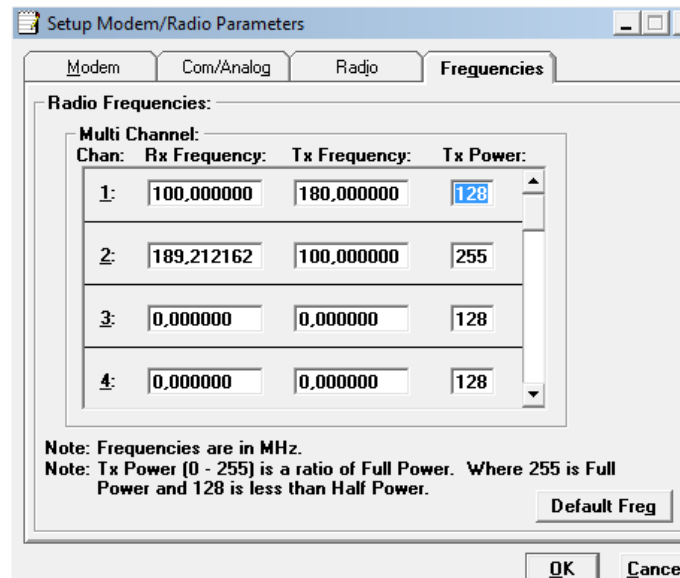 Setup Modem/Radio Parameters
Modem Com/Analog Radio Frequencies
Radio Frequencies:
Multi Channel:
Chan: Rx Frequency: Tx Frequency: Tx Power:
1: 100,000000 180,000000 128
2: 189,212162 100,000000 255
3: 0,000000 0,000000 128
4: 0,000000 0,000000 128
Note: Frequencies are in MHz.
Note: Tx Power (0 - 255) is a ratio of Full Power. Where 255 is Full
Power and 128 is less than Half Power.
Default Freq
OK Cance